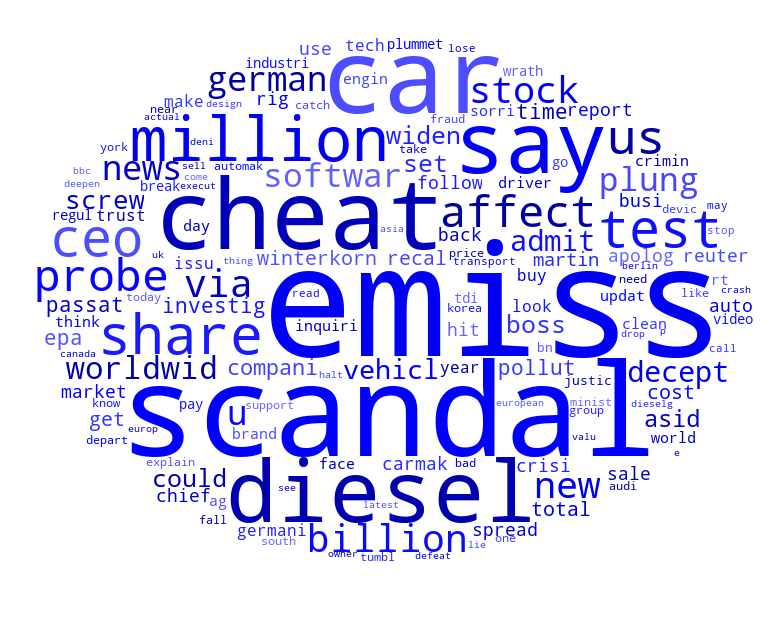 use tech plummet lose
industri car wrath
german engin stock
make design rig catch sorri time report
near
actual million fraud say us
york deni widen take crimin
bbc news sell automak softwar set go plung
deepen come
screw break execut cheat follow driver busi devic may
regul trust affect test stop
ceo day asia back admit
uk issu thing winterkorn recal price martin apolog reuter
transport berlin
probe today via read emiss tdi buy need rt like crash
passat investig korea look updat auto
think share inquiri hit boss clean video
epa bn drop p call
canada worldwid compani halt vehicl year pollut justic decept
market pay scandal european minist cost dieselg
know get u support group asid
depart europ brand valu world
e
explain could face carmak bad crisi sale
chief ag see diesel new audi
latest total
fall germani billion spread
south one
owner tumbl defeat lie